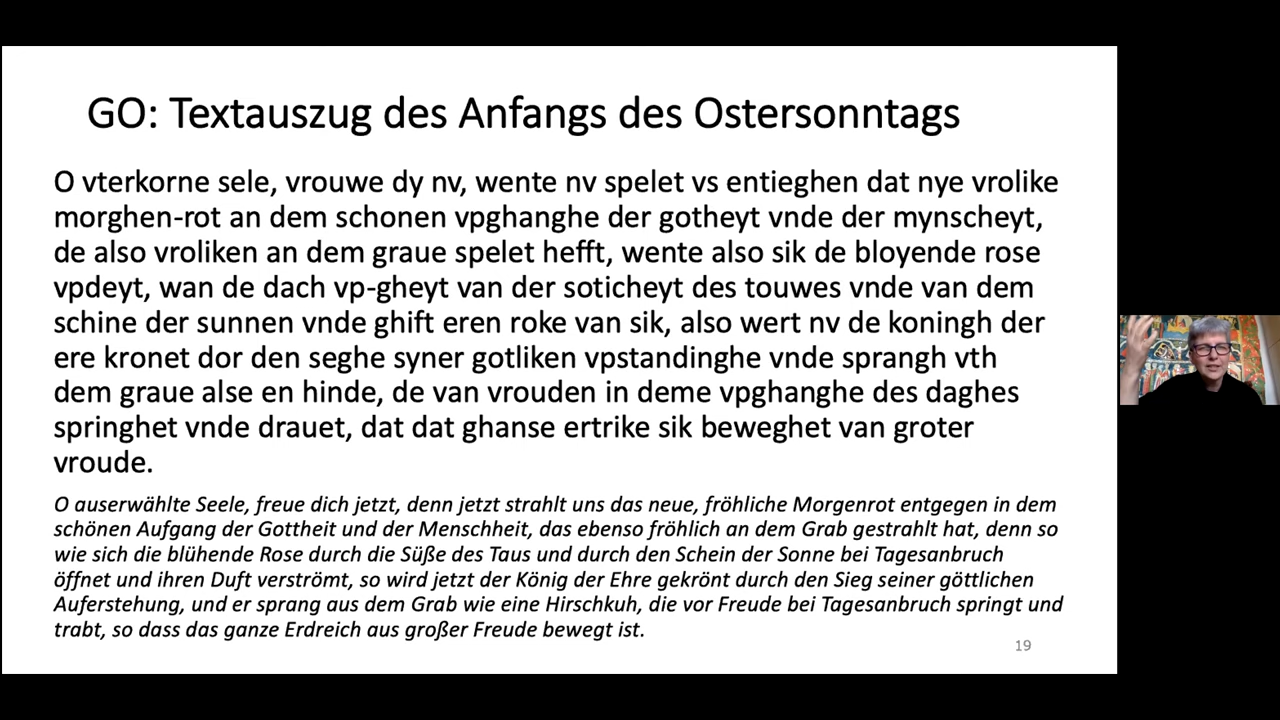 GO: Textauszug des Anfangs des Ostersonntags
O vterkorne sele, vrouwe dy nv, wente nv spelet vs entieghen dat nye vrolike
morghen-rot an dem schonen vpghanghe der gotheyt vnde der mynscheyt,
de also vroliken an dem graue spelet hefft, wente also sik de bloyende rose
vpdeyt, wan de dach vp-gheyt van der soticheyt des touwes vnde van dem
schine der sunnen vnde ghift eren roke van sik, also wert nv de koningh der
ere kronet dor den seghe syner gotliken vpstandinghe vnde sprangh vth
dem graue alse en hinde, de van vrouden in deme vpghanghe des daghes
springhet vnde drauet, dat dat ghanse ertrike sik beweghet van groter
vroude.
O auserwählte Seele, freue dich jetzt, denn jetzt strahlt uns das neue, fröhliche Morgenrot entgegen in dem
schönen Aufgang der Gottheit und der Menschheit, das ebenso fröhlich an dem Grab gestrahlt hat, denn so
wie sich die blühende Rose durch die Süße des Taus und durch den Schein der Sonne bei Tagesanbruch
öffnet und ihren Duft verströmt, so wird jetzt der König der Ehre gekrönt durch den Sieg seiner göttlichen
Auferstehung, und er sprang aus dem Grab wie eine Hirschkuh, die vor Freude bei Tagesanbruch springt und
trabt, so dass das ganze Erdreich aus großer Freude bewegt ist.
19